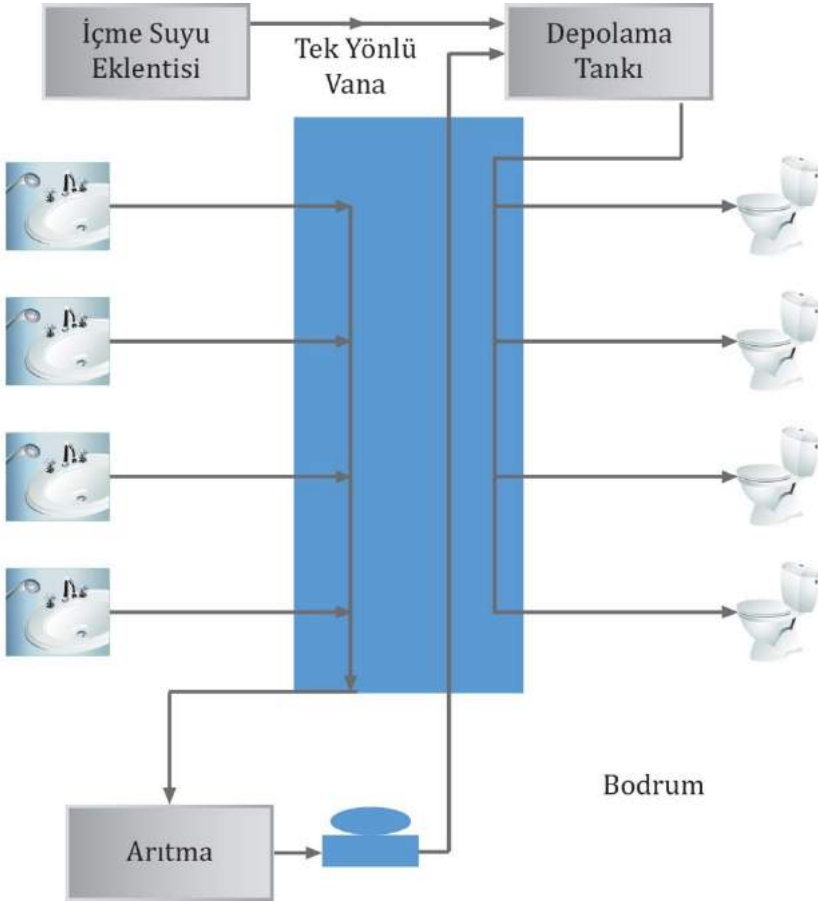 İçme Suyu
Eklentisi
Tek Yönlü
Vana
Depolama
Tankı
Bodrum
Arıtma